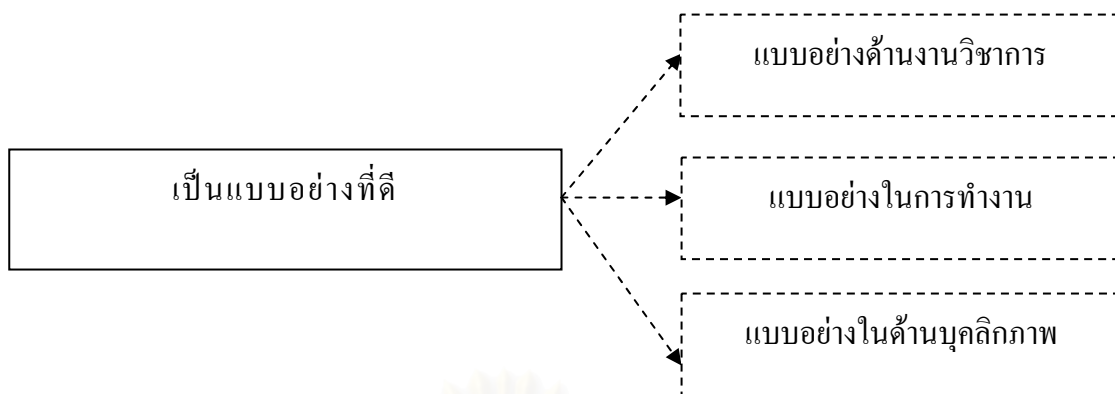 แบบอย่างด้านงานวิชาการ
เป็นแบบอย่างที่ดี
แบบอย่างในการทำงาน
แบบอย่างในด้านบุคลิกภาพ